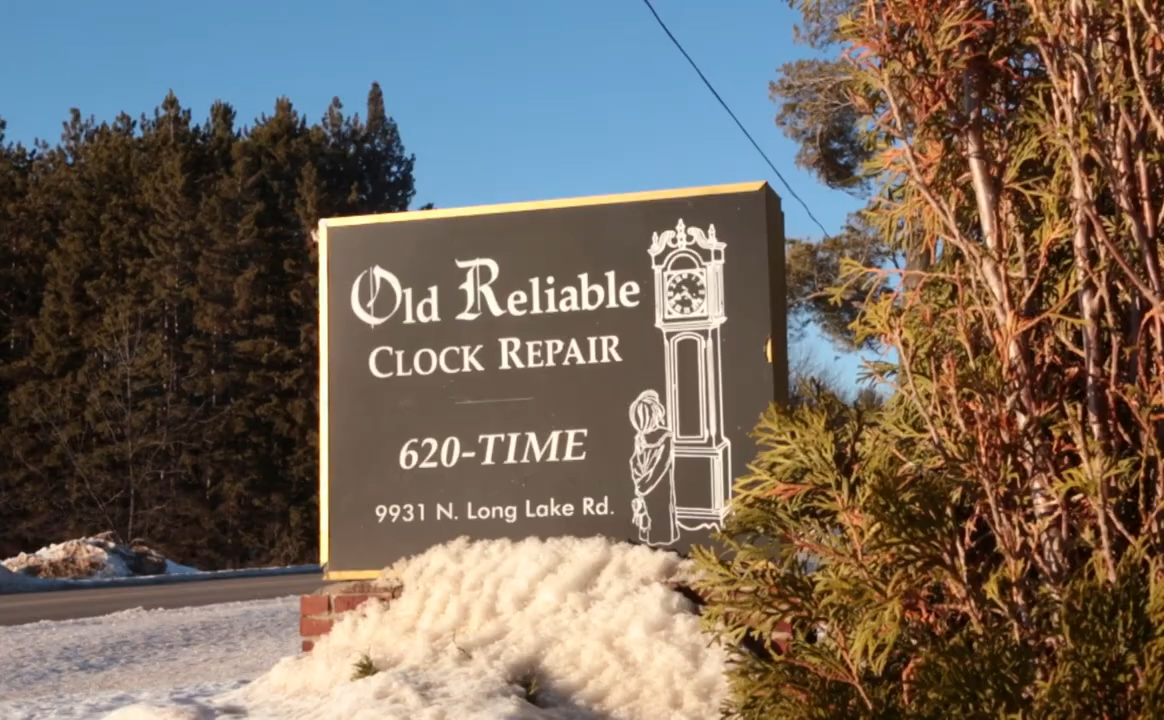 Old Reliable
CLOCK REPAIR
620-TIME
9931 N. Long Lake Rd.